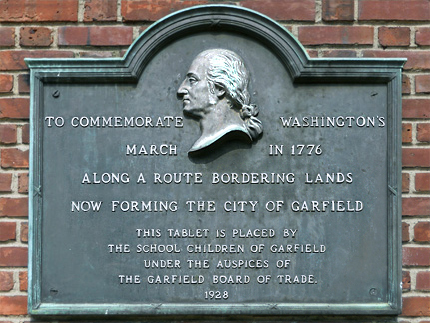 TO COMMEMORATE WASHINGTON'S
MARCH IN 1776
ALONG A ROUTE BORDERING LANDS
NOW FORMING THE CITY OF GARFIELD
THIS TABLET IS PLACED BY
THE SCHOOL CHILDREN OF GARFIELD
UNDER THE AUSPICES OF
THE GARFIELD BOARD OF TRADE.
1928